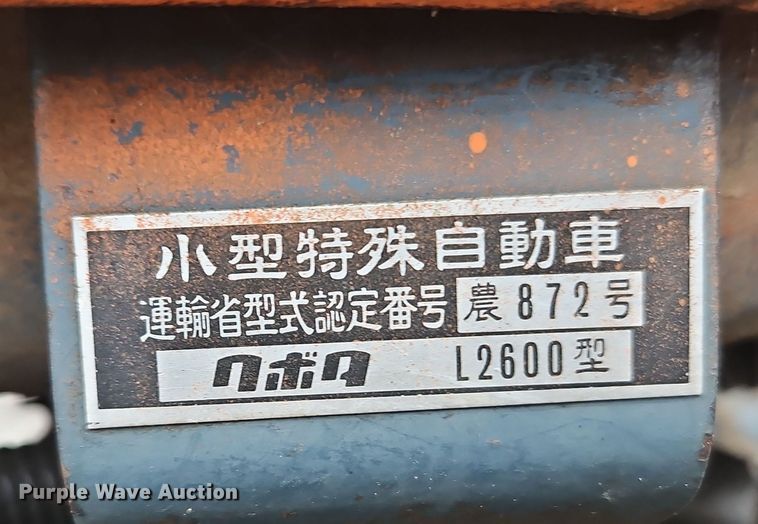 小型特殊自動車
運輸省型式認定番号 農872号
クボタ L2600型
Purple Wave Auction